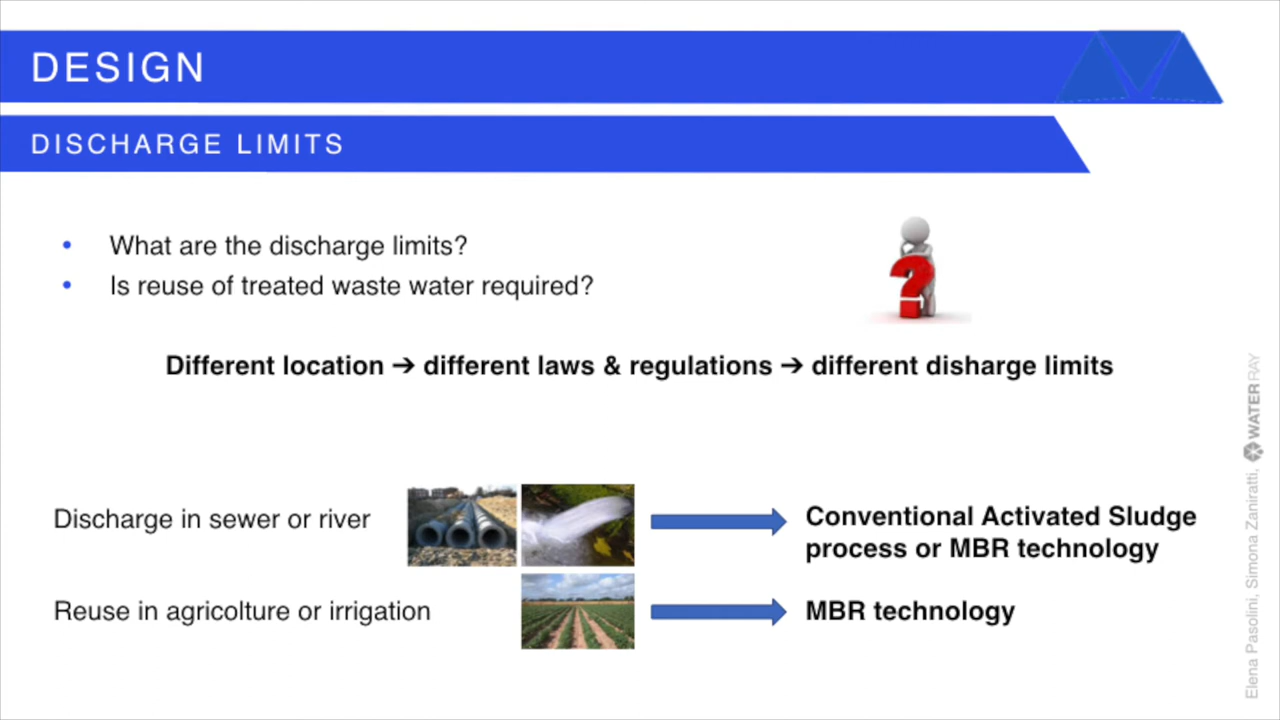 DESIGN
DISCHARGE LIMITS
• What are the discharge limits?
• Is reuse of treated waste water required?
Different location ➔ different laws & regulations ➔ different disharge limits
Discharge in sewer or river
Conventional Activated Sludge
process or MBR technology
Reuse in agricolture or irrigation
MBR technology
Elena Pasolini, Simona Zaniratti, WATER RAY